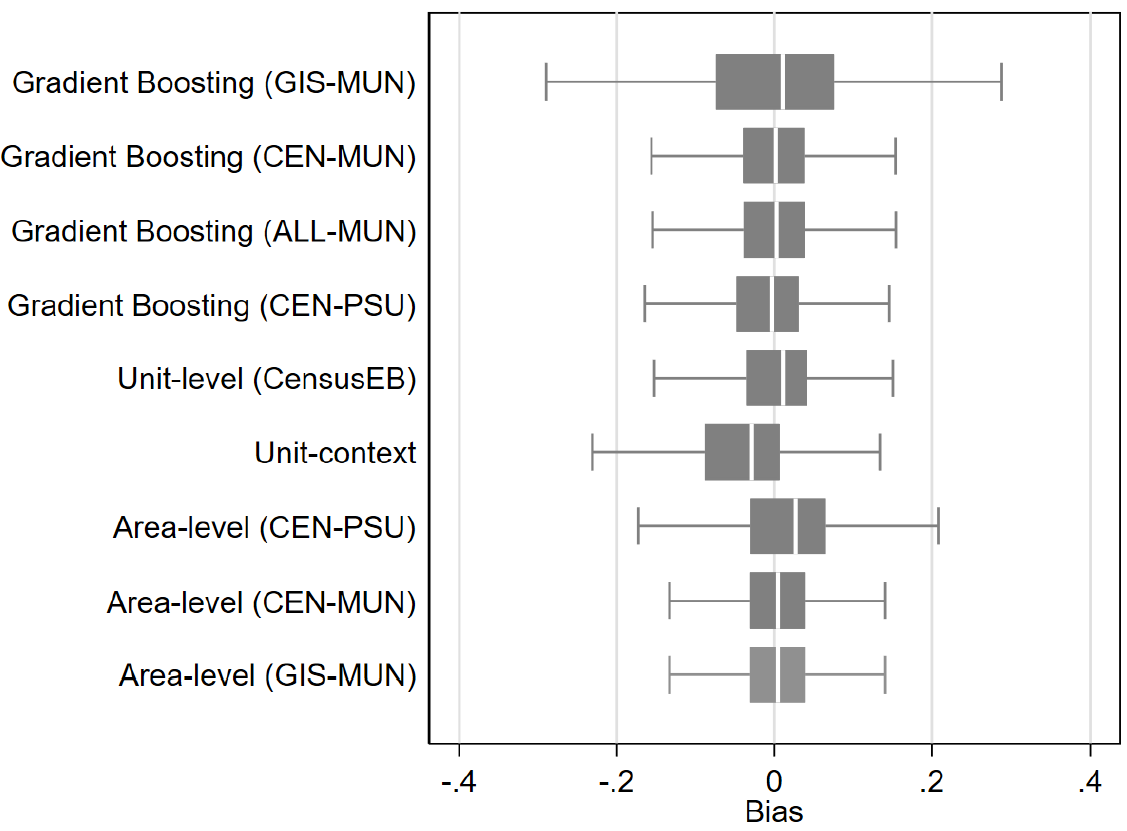 Gradient Boosting (GIS-MUN)
Gradient Boosting (CEN-MUN)
Gradient Boosting (ALL-MUN)
Gradient Boosting (CEN-PSU)
Unit-level (CensusEB)
Unit-context
Area-level (CEN-PSU)
Area-level (CEN-MUN)
Area-level (GIS-MUN)
-.4 -.2 0 .2 .4
Bias